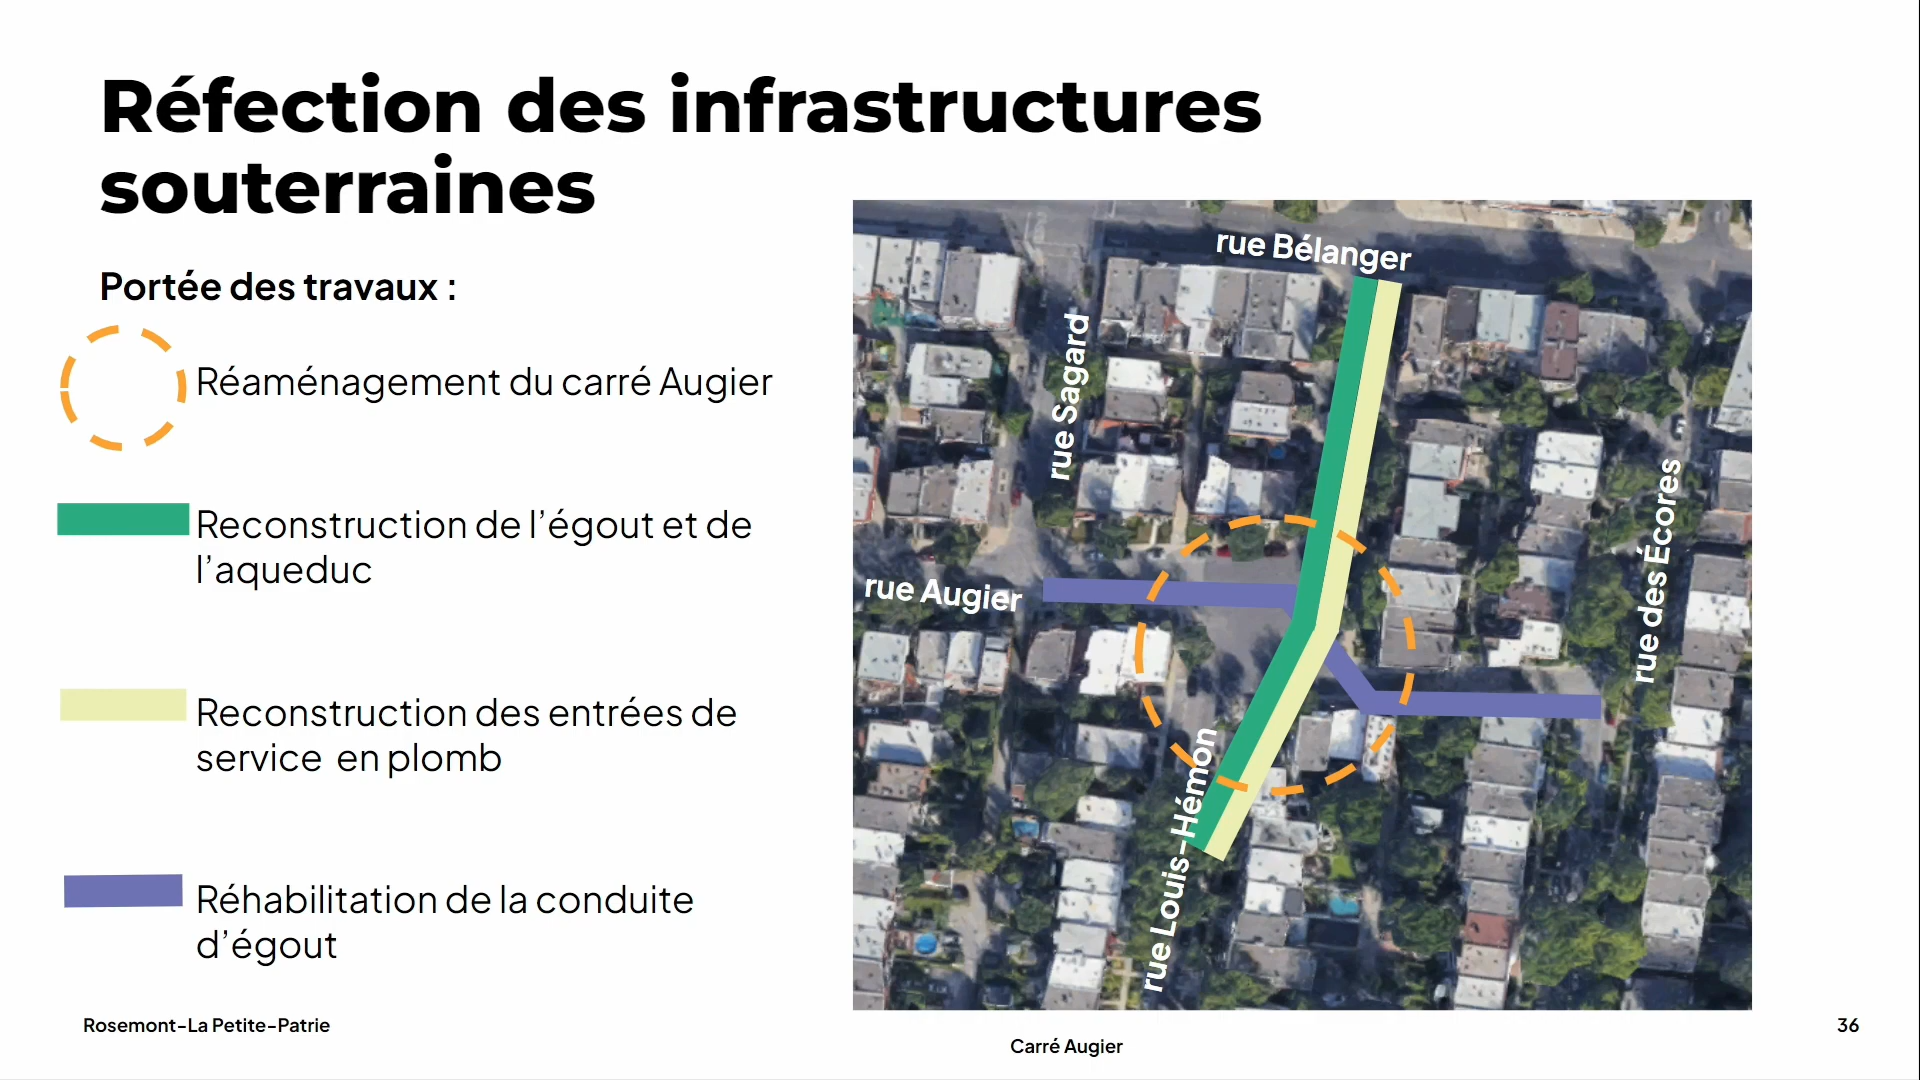 Réfection des infrastructures
souterraines
Portée des travaux :
Réaménagement du carré Augier
Reconstruction de l’égout et de
l’aqueduc
Reconstruction des entrées de
service en plomb
Réhabilitation de la conduite
d’égout
rue Bélanger
rue Sagard
rue Augier
rue des Écores
rue Louis-Hémon
Rosemont-La Petite-Patrie
Carré Augier
36